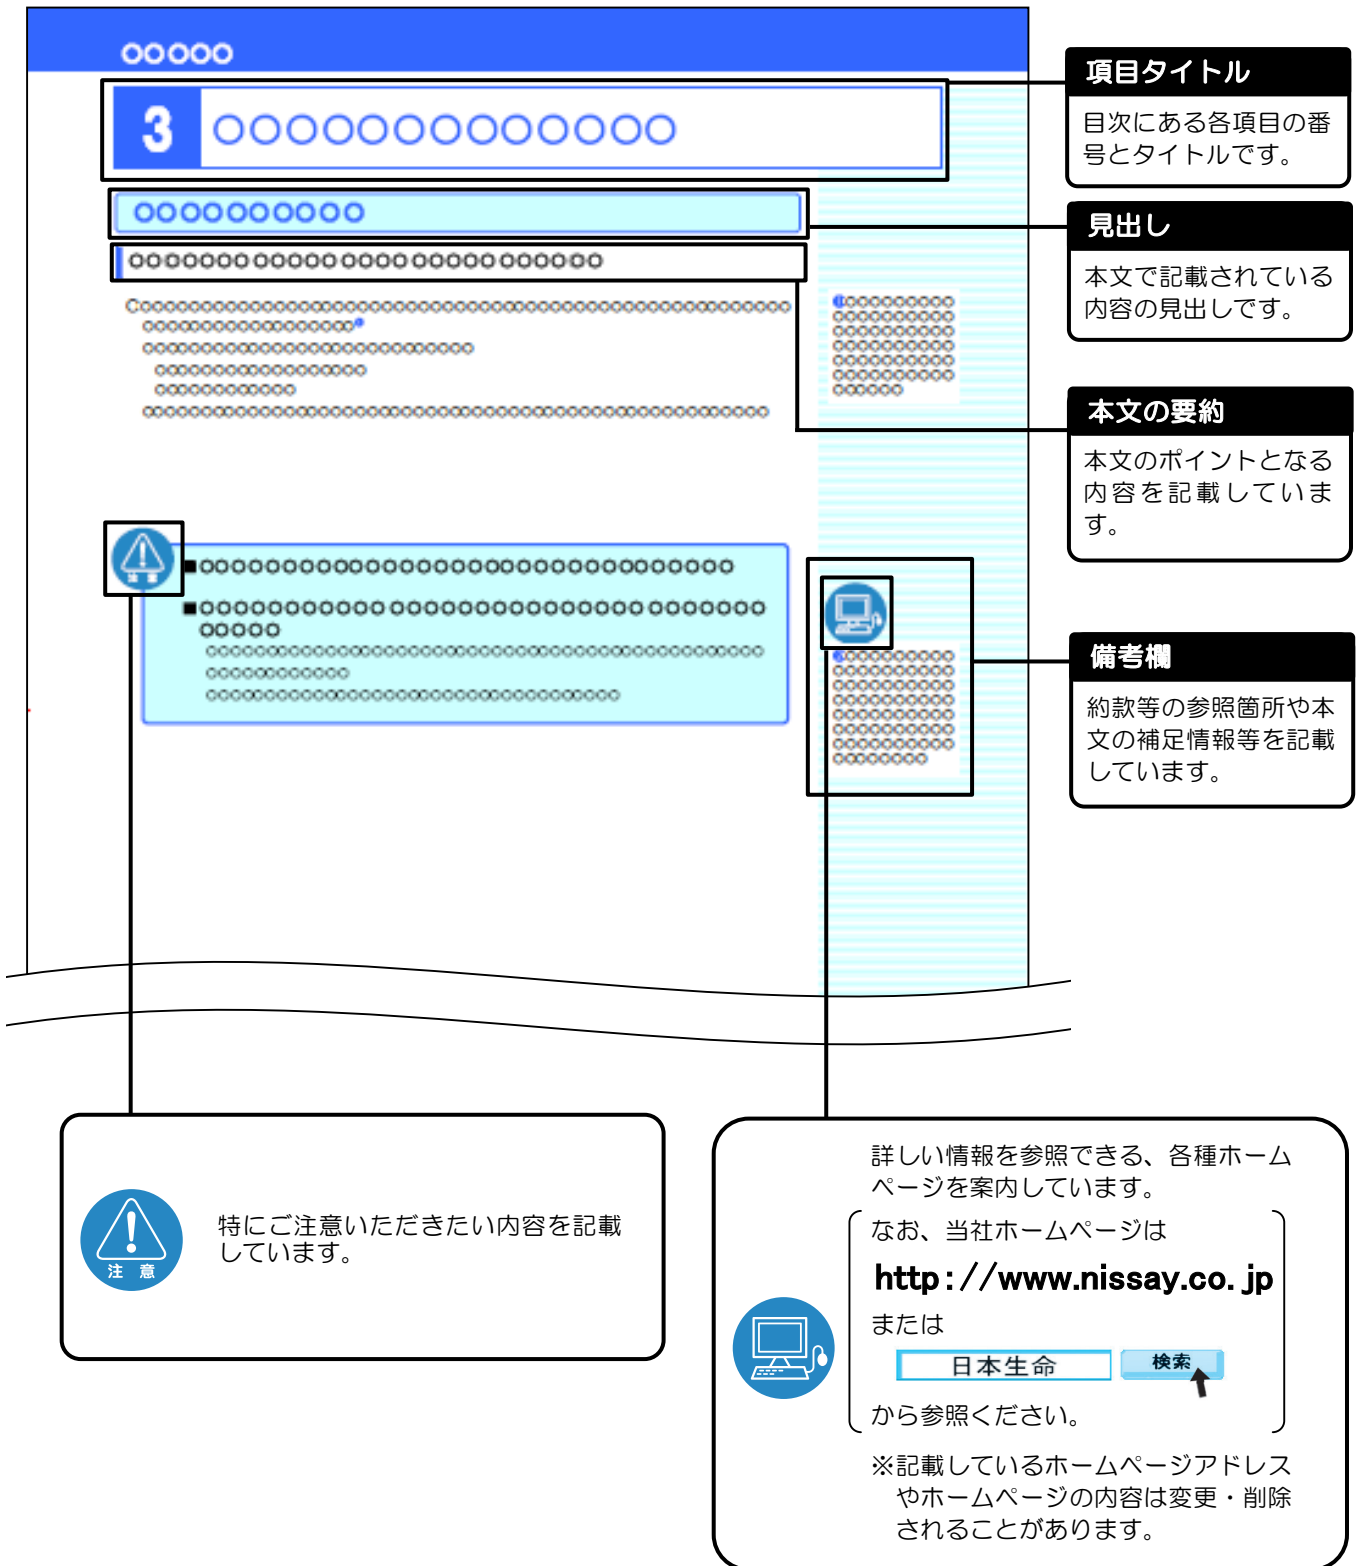 ○○○○○
3 ○○○○○○○○○○○○○
項目タイトル
目次にある各項目の番
号とタイトルです。
見出し
本文で記載されている
内容の見出しです。
本文の要約
本文のポイントとなる
内容を記載していま
す。
備考欄
約款等の参照箇所や本
文の補足情報等を記載
しています。
注意
特にご注意いただきたい内容を記載
しています。
詳しい情報を参照できる、各種ホーム
ページを案内しています。
なお、当社ホームページは
http://www.nissay.co.jp
または
日本生命 検索
から参照ください。
※記載しているホームページアドレス
やホームページの内容は変更・削除
されることがあります。